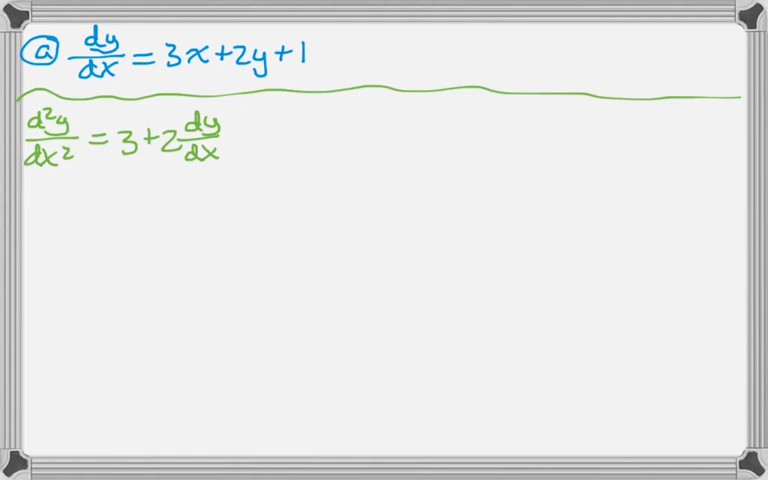 ⓐ dy/dx = 3x+2y+1
d²y/dx² = 3+2 dy/dx